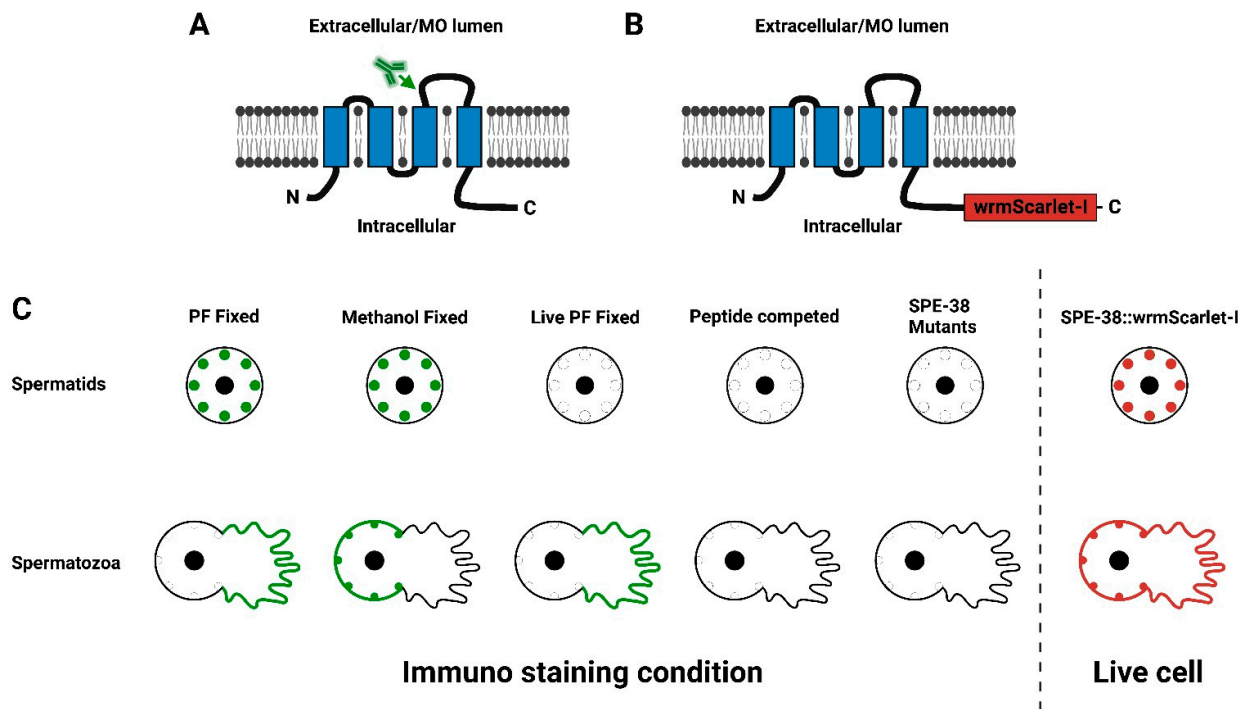 A
Extracellular/MO lumen
N
C
Intracellular
B
Extracellular/MO lumen
N
wrmScarlet-I - C
Intracellular
C
PF Fixed
Methanol Fixed
Live PF Fixed
Peptide competed
SPE-38
Mutants
SPE-38::wrmScarlet-I
Spermatids
Spermatozoa
Immuno staining condition
Live cell